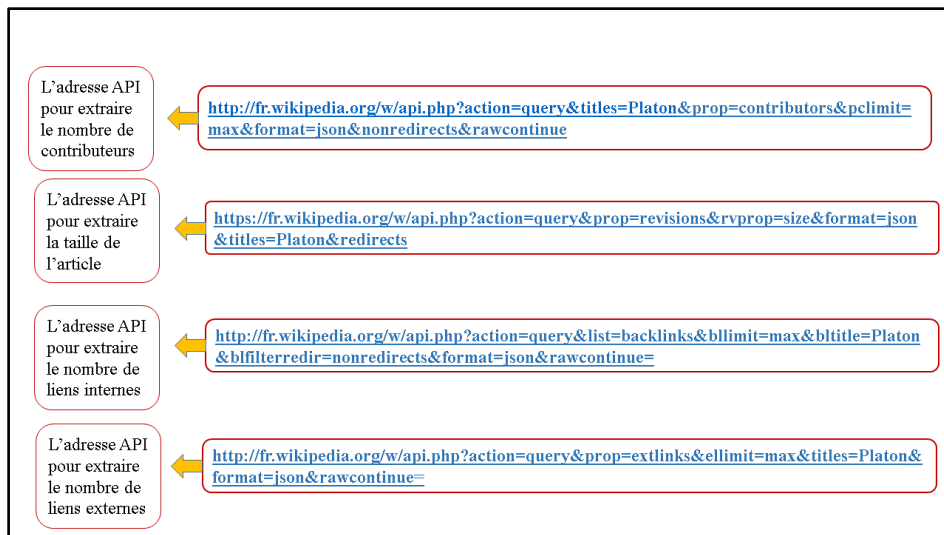 L'adresse API
pour extraire
le nombre de
contributeurs
http://fr.wikipedia.org/w/api.php?action=query&titles=Platon&prop=contributors&pclimit=
max&format=json&nonredirects&rawcontinue
L'adresse API
pour extraire
la taille de
l'article
https://fr.wikipedia.org/w/api.php?action=query&prop=revisions&rvprop=size&format=json
&titles=Platon&redirects
L'adresse API
pour extraire
le nombre de
liens internes
http://fr.wikipedia.org/w/api.php?action=query&list=backlinks&bllimit=max&bltitle=Platon
&blfilterredir=nonredirects&format=json&rawcontinue=
L'adresse API
pour extraire
le nombre de
liens externes
http://fr.wikipedia.org/w/api.php?action=query&prop=extlinks&ellimit=max&titles=Platon&
format=json&rawcontinue=